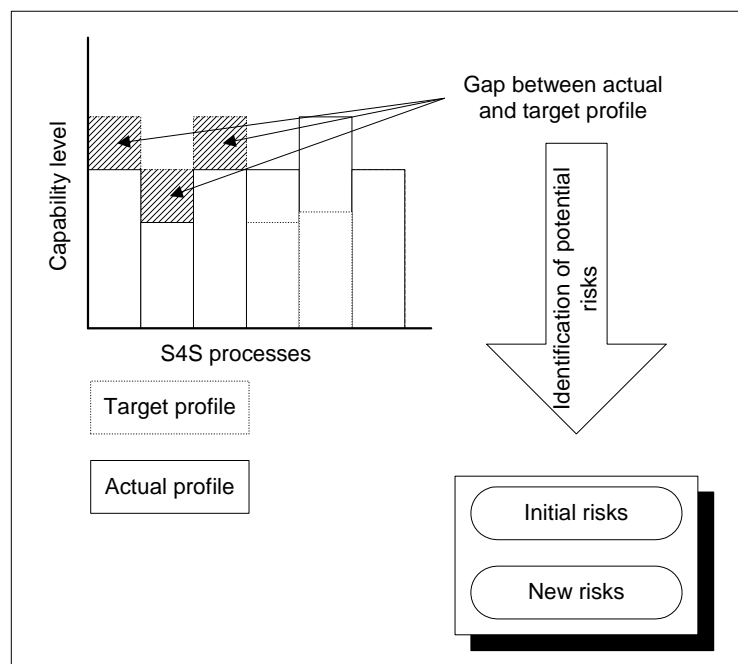 Gap between actual
and target profile
Capability level
S4S processes
Identification of potential
risks
Target profile
Actual profile
Initial risks
New risks